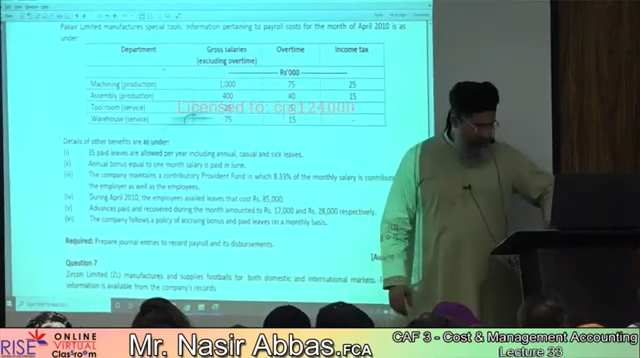 Pakair Limited manufactures special tools. Information pertaining to payroll costs for the month of April 2010 is as
under:
Department Gross salaries (excluding overtime) Overtime Income tax
Rs'000
Machining (production) 1,000 75 25
Assembly (production) 400 40 15
Tool room (service)
Warehouse (service) 75 15 -
Licensed to:
Details of other benefits are as under:
(i) 35 paid leaves are allowed per year including annual, casual and sick leaves.
(ii) Annual bonus equal to one month salary is paid in June.
(iii) The company maintains a contributory Provident Fund in which 8.33% of the monthly salary is contribute
the employer as well as the employees.
(iv) During April 2010, the employees availed leaves that cost Rs. 85,000.
(v) Advances paid and recovered during the month amounted to Rs. 17,000 and Rs. 28,000 respectively.
(vi) The company follows a policy of accruing bonus and paid leaves on a monthly basis.
Required: Prepare journal entries to record payroll and its disbursements.
Question 7
Zircon Limited (ZL) manufactures and supplies footballs for both domestic and international markets.
information is available from the company's records.
RISE ONLINE VIRTUAL Classroom
Mr. Nasir Abbas.FCA
CAF 3 - Cost & Management Accounting
Lecture 33